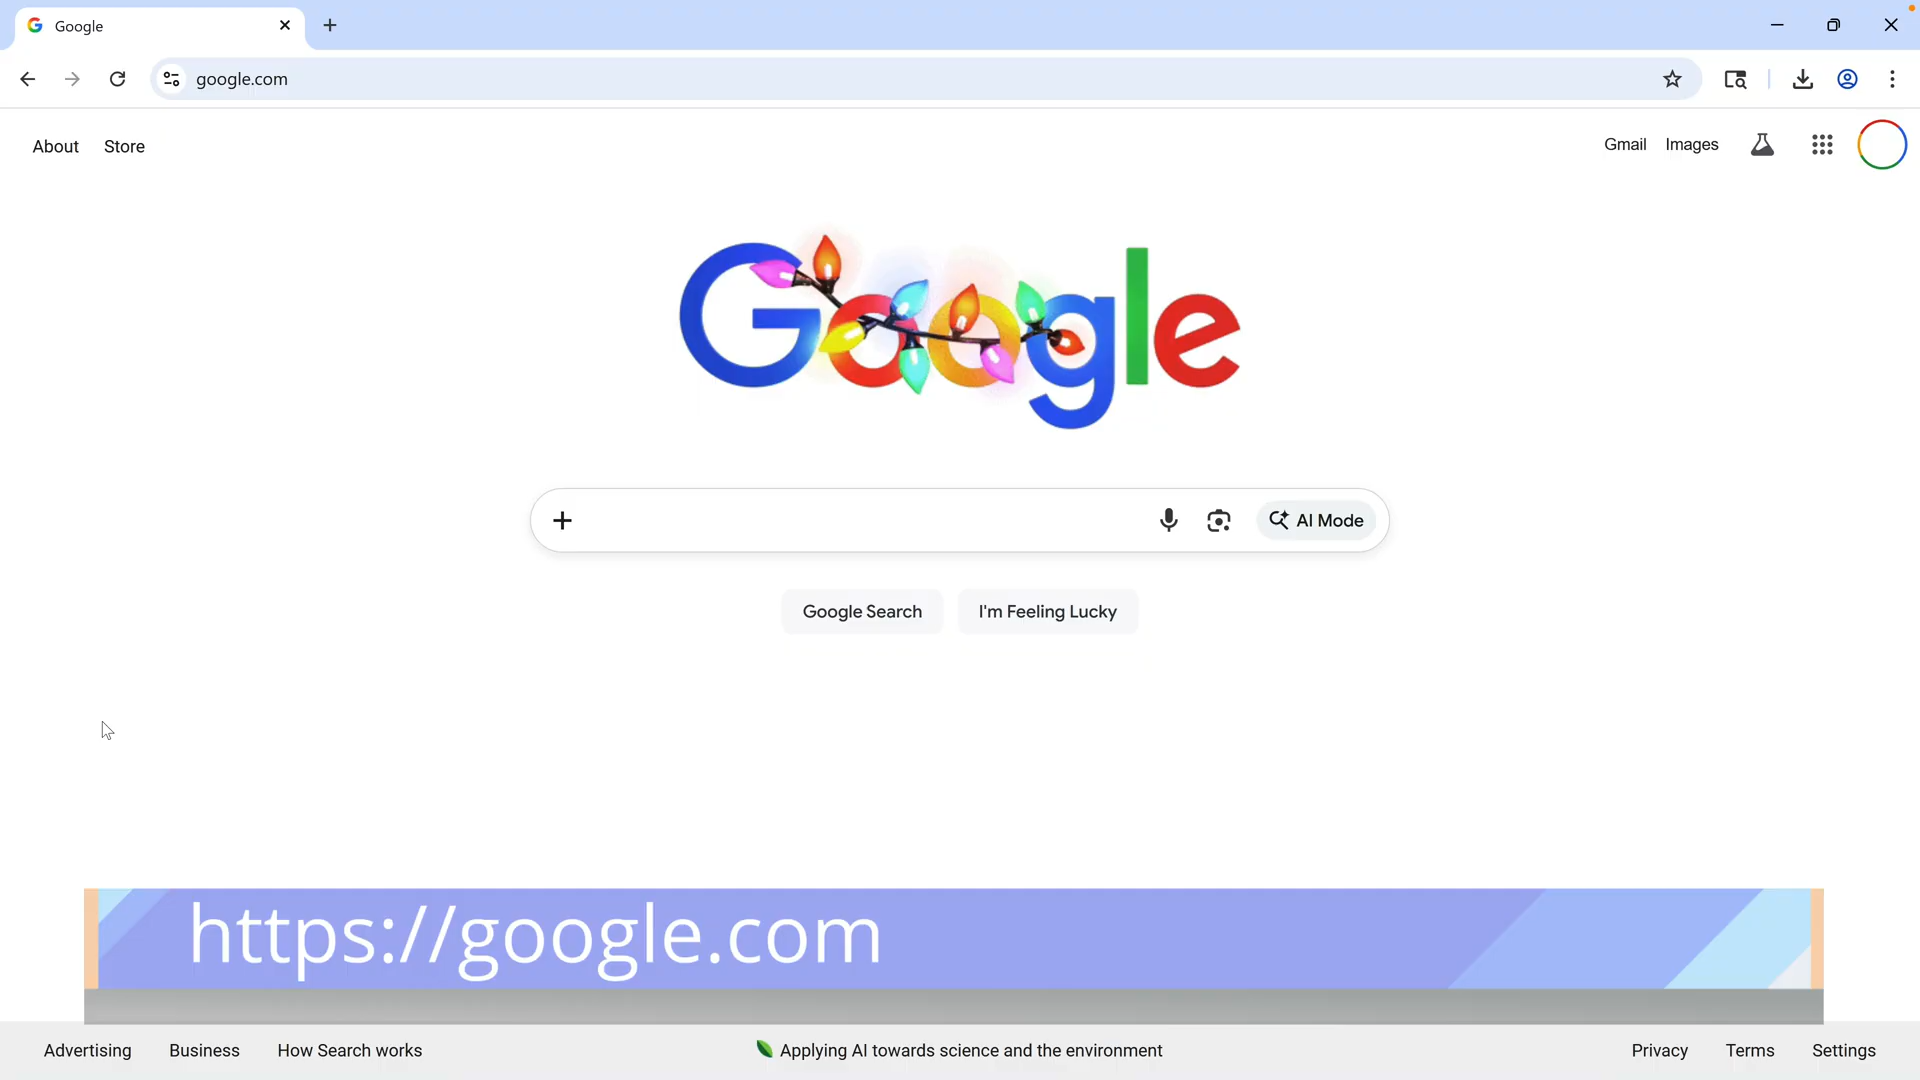 Google
google.com
About Store
Gmail Images
Google
AI Mode
Google Search I'm Feeling Lucky
https://google.com
Advertising Business How Search works Applying AI towards science and the environment Privacy Terms Settings